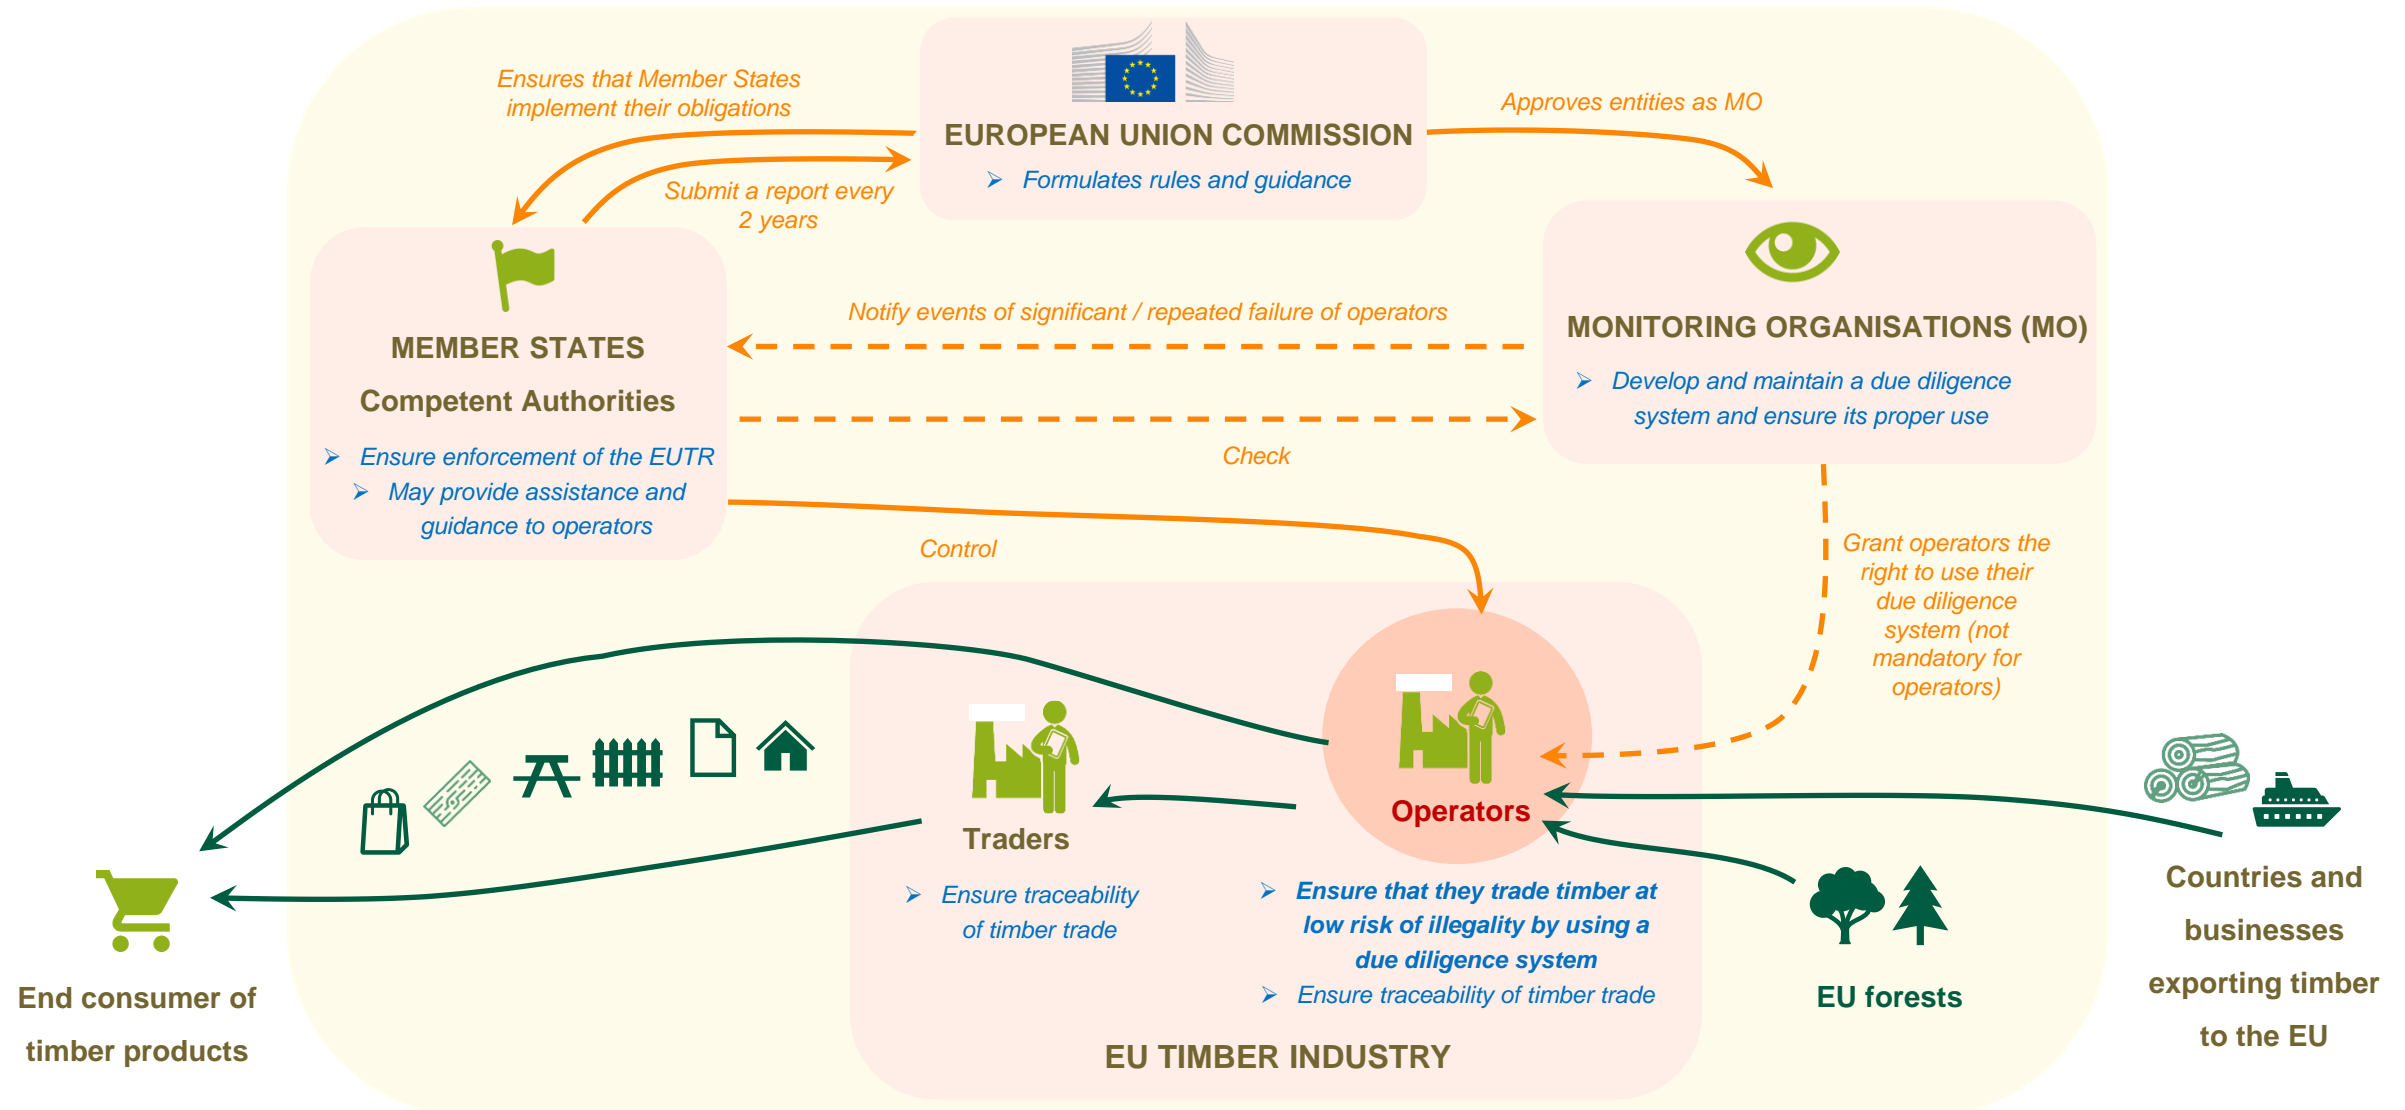 Ensures that Member States
implement their obligations
EUROPEAN UNION COMMISSION
➢ Formulates rules and guidance
Approves entities as MO
Submit a report every
2 years
MEMBER STATES
Competent Authorities
➢ Ensure enforcement of the EUTR
➢ May provide assistance and
guidance to operators
Notify events of significant / repeated failure of operators
Check
MONITORING ORGANISATIONS (MO)
➢ Develop and maintain a due diligence
system and ensure its proper use
Control
Grant operators the
right to use their
due diligence
system (not
mandatory for
operators)
Traders
➢ Ensure traceability
of timber trade
Operators
➢ Ensure that they trade timber at
low risk of illegality by using a
due diligence system
➢ Ensure traceability of timber trade
EU TIMBER INDUSTRY
End consumer of
timber products
EU forests
Countries and
businesses
exporting timber
to the EU